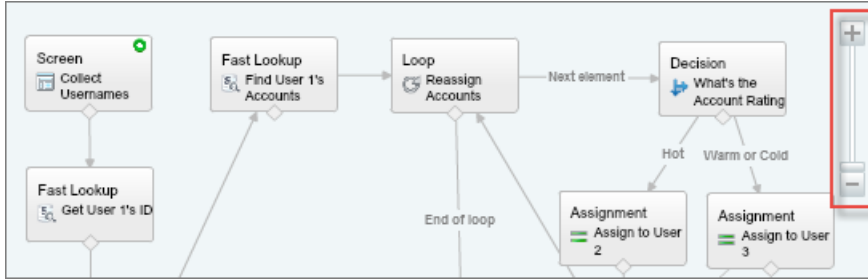 Screen
Collect
Usernames
Fast Lookup
Find User 1's
Accounts
Loop
Reassign
Accounts
Next element
Decision
What's the
Account Rating
Hot
Warm or Cold
Fast Lookup
Get User 1's ID
End of loop
Assignment
Assign to User
2
Assignment
Assign to User
3